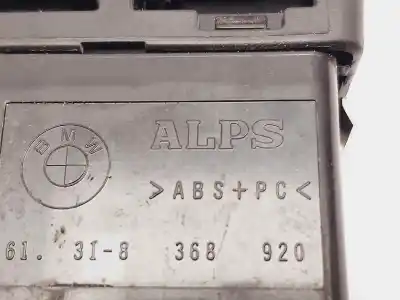 BMW
ALPS
>ABS+PC<
61. 31-8 368 920